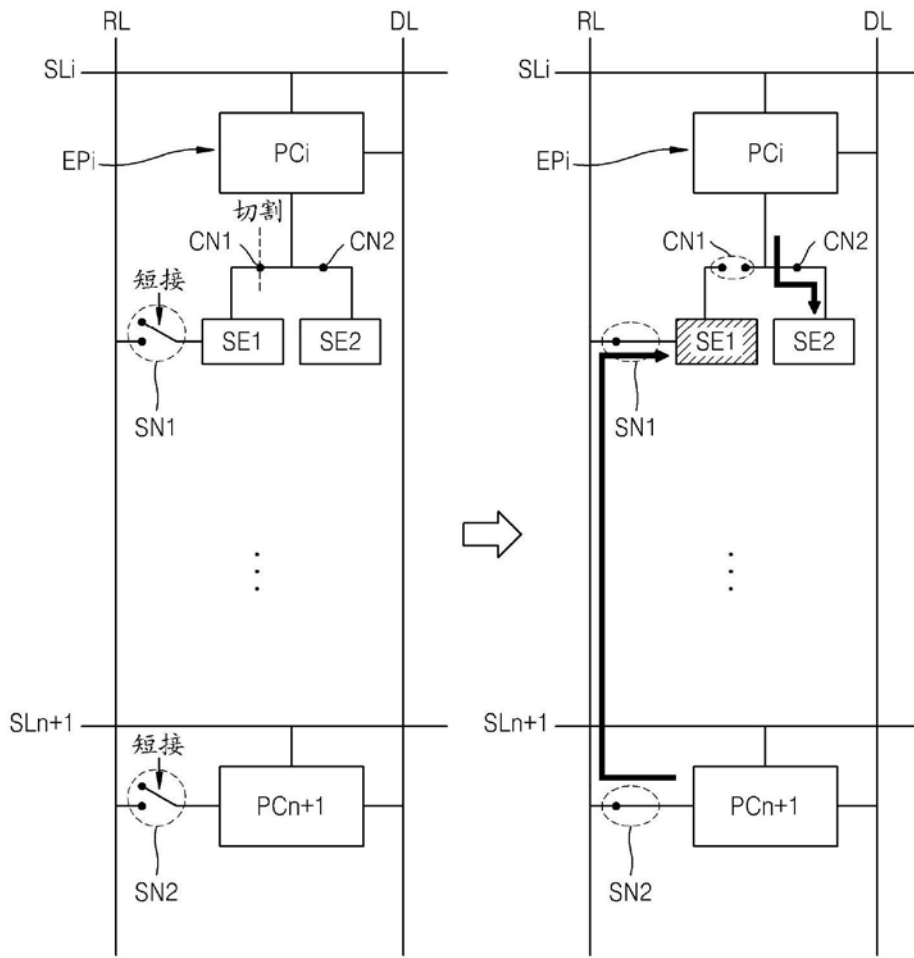 RL DL
SLi
PCi
EPi
切割
CN1 CN2
短接
SE1 SE2
SN1
SLn+1
短接
PCn+1
SN2
RL DL
SLi
PCi
EPi
CN1 CN2
SE1 SE2
SN1
SLn+1
PCn+1
SN2